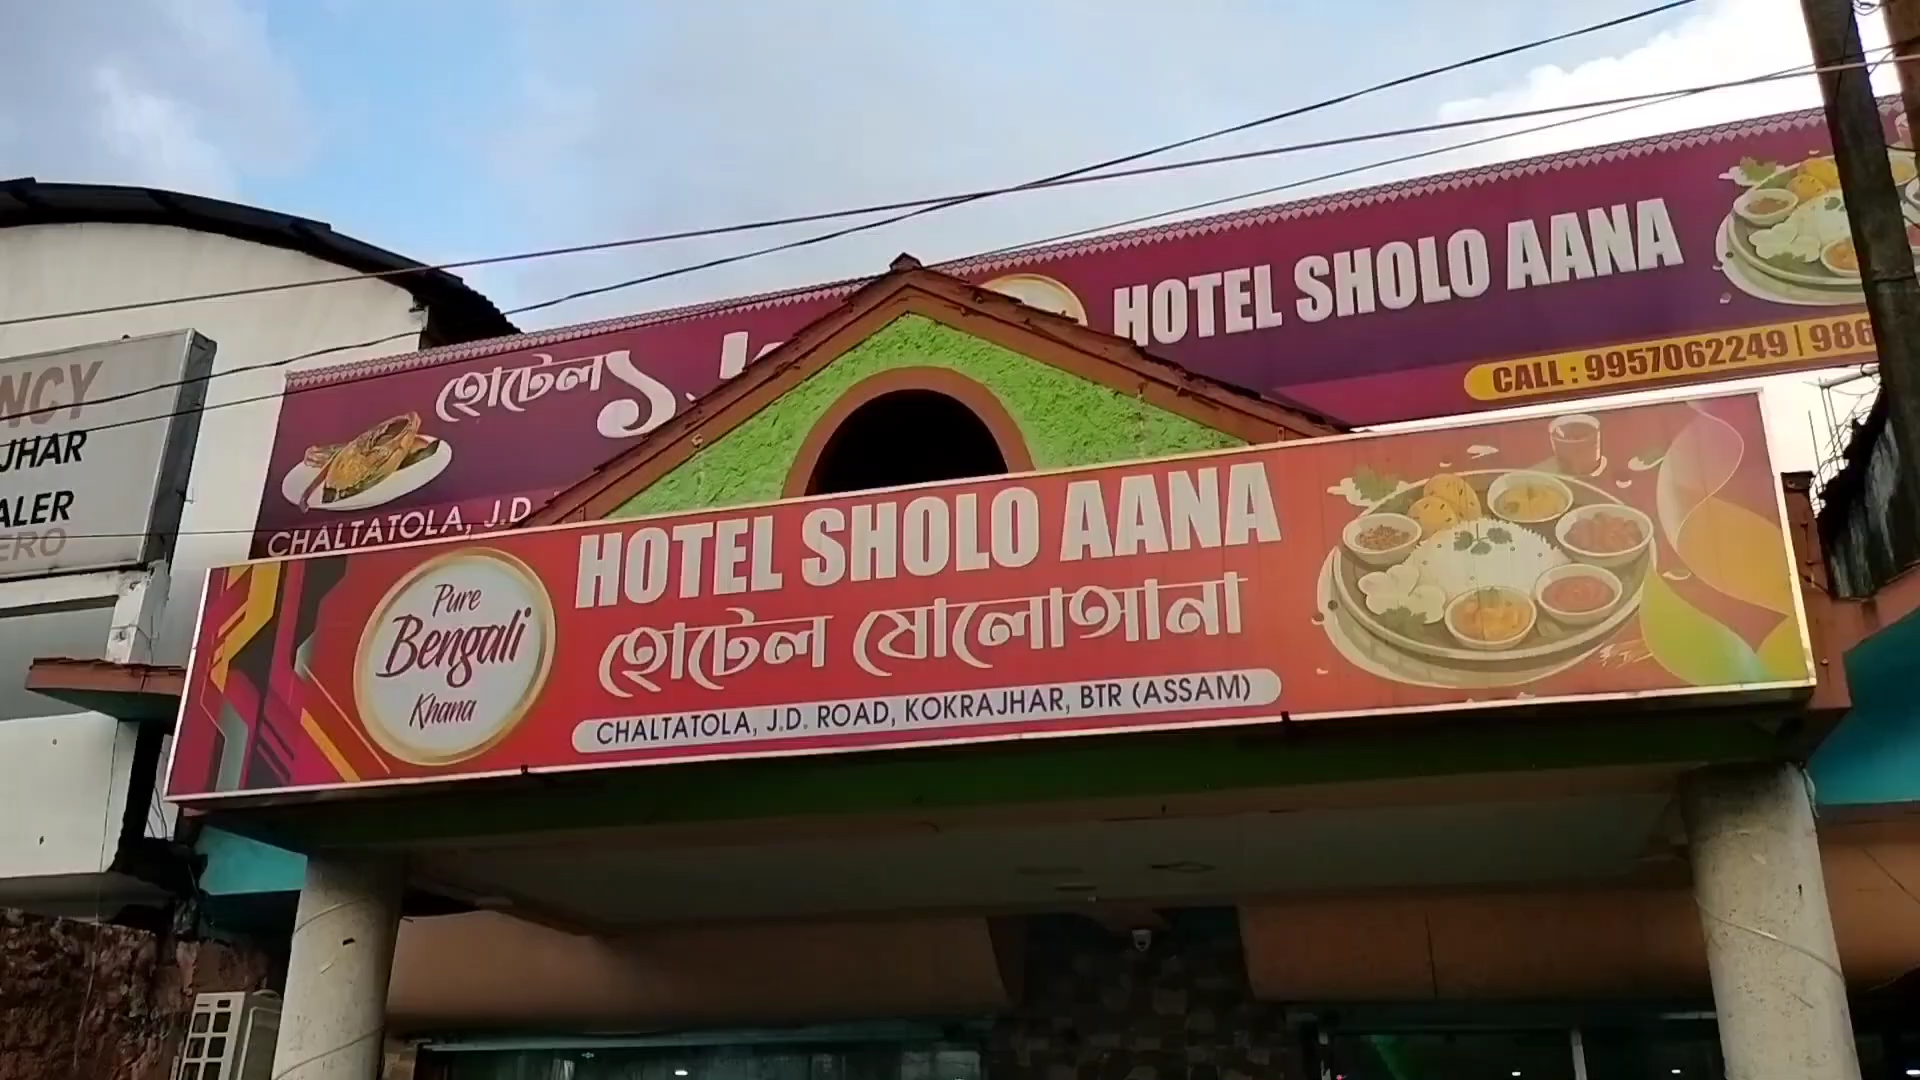 NCY
JHAR
ALER
ERO
হোটেল
CHALTATOLA, J.D
HOTEL SHOLO AANA
CALL : 9957062249 | 986
Pure
Bengali
Khana
HOTEL SHOLO AANA
হোটেল ষোলোআনা
CHALTATOLA, J.D. ROAD, KOKRAJHAR, BTR (ASSAM)